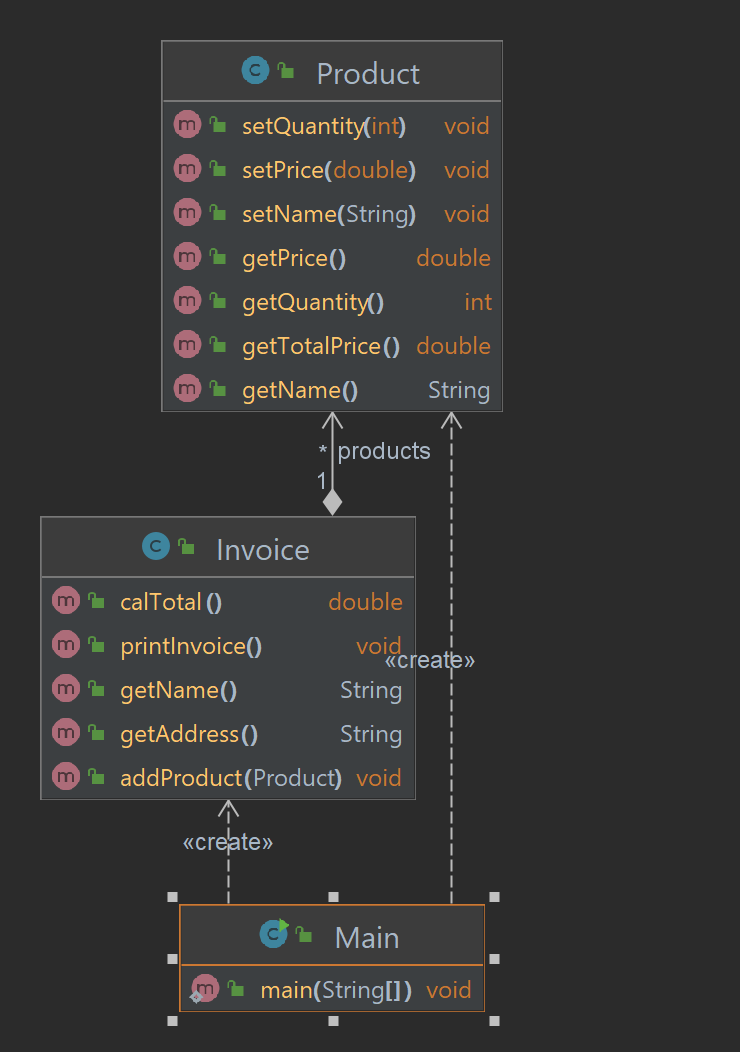 Product
setQuantity(int) void
setPrice(double) void
setName(String) void
getPrice() double
getQuantity() int
getTotalPrice() double
getName() String
* products
1
Invoice
calTotal() double
printInvoice() void
«create»
getName() String
getAddress() String
addProduct(Product) void
«create»
Main
main(String[]) void